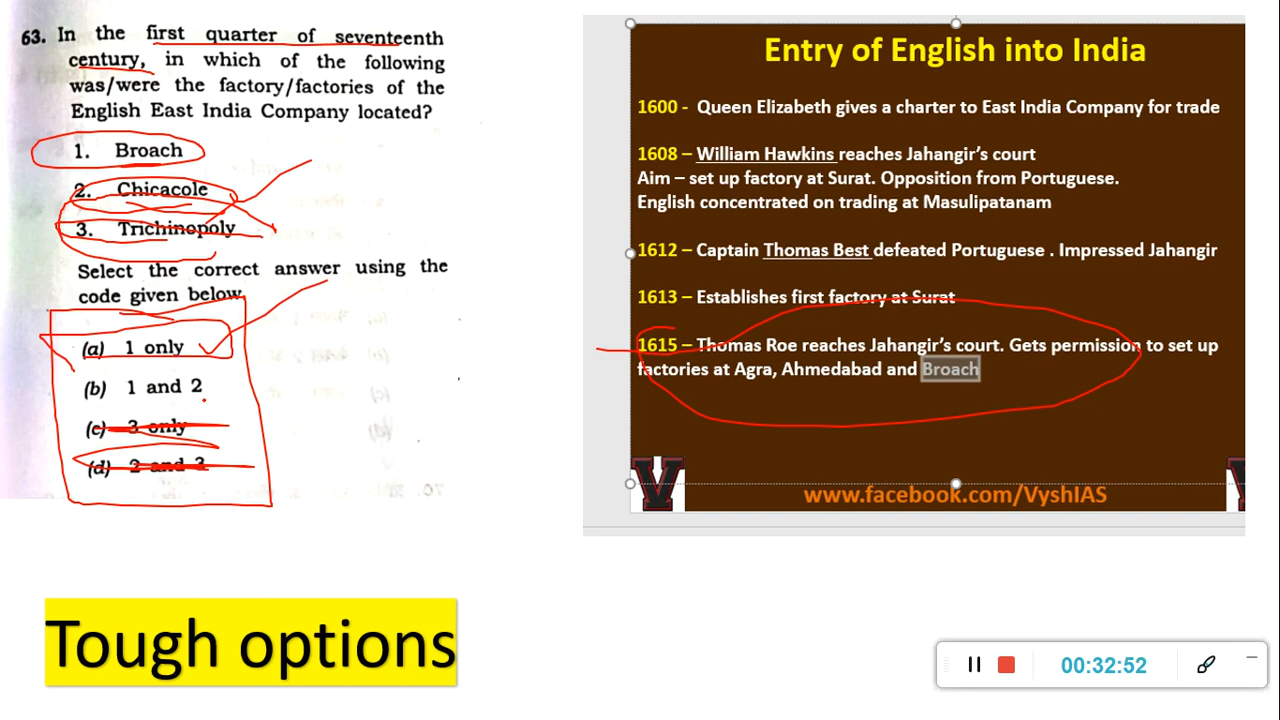 63. In the first quarter of seventeenth
century, in which of the following
was/were the factory/factories of the
English East India Company located?
1. Broach
2. Chicacole
3. Trichinopoly
Select the correct answer using the
code given below.
(a) 1 only
(b) 1 and 2
(c) 3 only
(d) 2 and 3
Tough options
Entry of English into India
1600 - Queen Elizabeth gives a charter to East India Company for trade
1608 – William Hawkins reaches Jahangir's court
Aim – set up factory at Surat. Opposition from Portuguese.
English concentrated on trading at Masulipatanam
1612 – Captain Thomas Best defeated Portuguese . Impressed Jahangir
1613 – Establishes first factory at Surat
1615 – Thomas Roe reaches Jahangir's court. Gets permission to set up
factories at Agra, Ahmedabad and Broach
V
www.facebook.com/VyshIAS
00:32:52